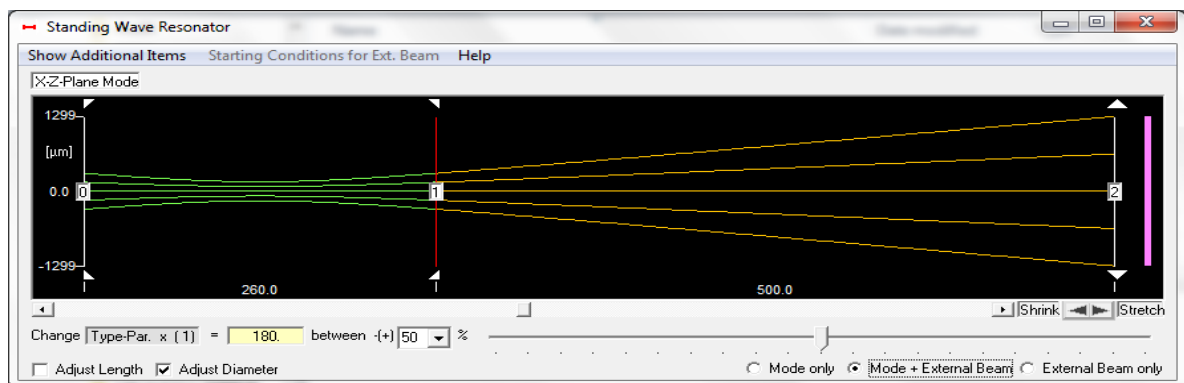 Standing Wave Resonator
Show Additional Items Starting Conditions for Ext. Beam Help
X-Z-Plane Mode
1299
[µm]
0.0 0 1 2
-1299
260.0 500.0
Shrink Stretch
Change Type-Par. x ( 1 ) = 180. between -(+) 50 %
Adjust Length Adjust Diameter Mode only Mode + External Beam External Beam only